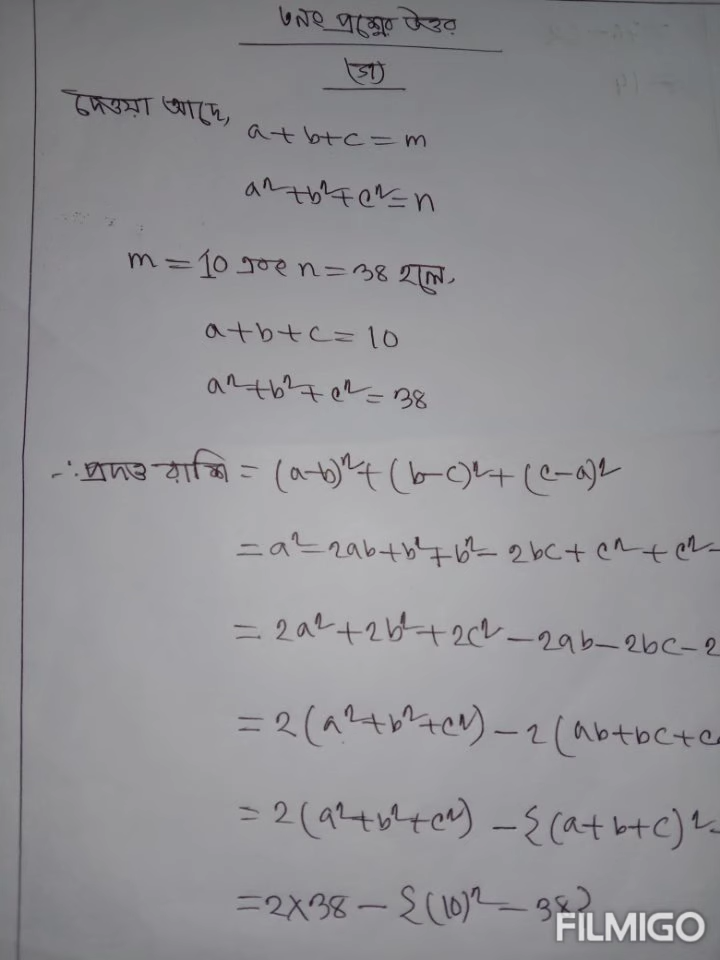 ৩নং প্রশ্নের উত্তর
(গ)
দেওয়া আছে,
a+b+c=m
a²+b²+c²=n
m=10 এবং n=38 হলে,
a+b+c=10
a²+b²+c²=38
∴ প্রদত্ত রাশি = (a-b)²+(b-c)²+(c-a)²
=a²-2ab+b²+b²-2bc+c²+c²-
=2a²+2b²+2c²-2ab-2bc-2
=2(a²+b²+c²)-2(ab+bc+c
=2(a²+b²+c²)-{(a+b+c)²-
=2×38-{(10)²-38}
FILMIGO